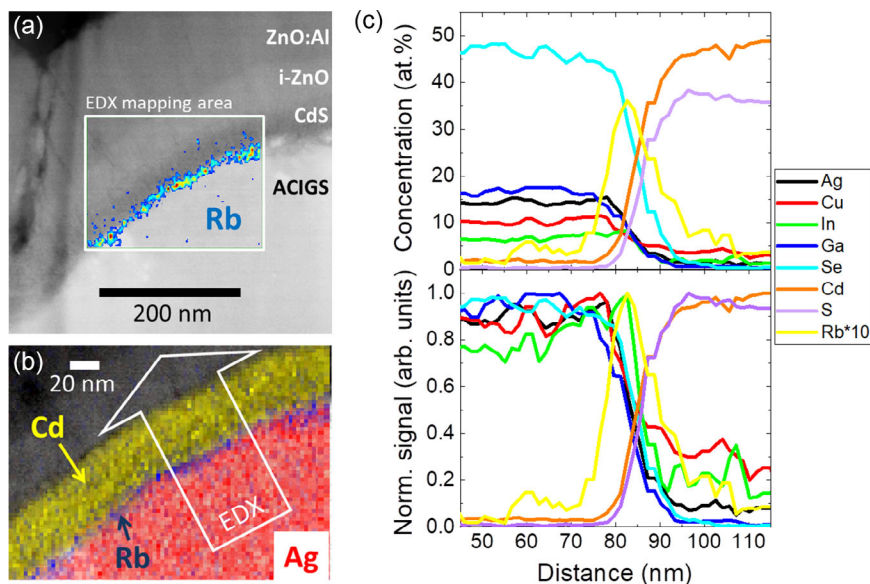 (a)
ZnO:Al
i-ZnO
EDX mapping area
CdS
ACIGS
Rb
200 nm
(b)
20 nm
Cd
EDX
Rb
Ag
(c)
Concentration (at.%)
50
40
30
20
10
0
Norm. signal (arb. units)
1.0
0.8
0.6
0.4
0.2
0.0
50 60 70 80 90 100 110
Distance (nm)
Ag
Cu
In
Ga
Se
Cd
S
Rb*10